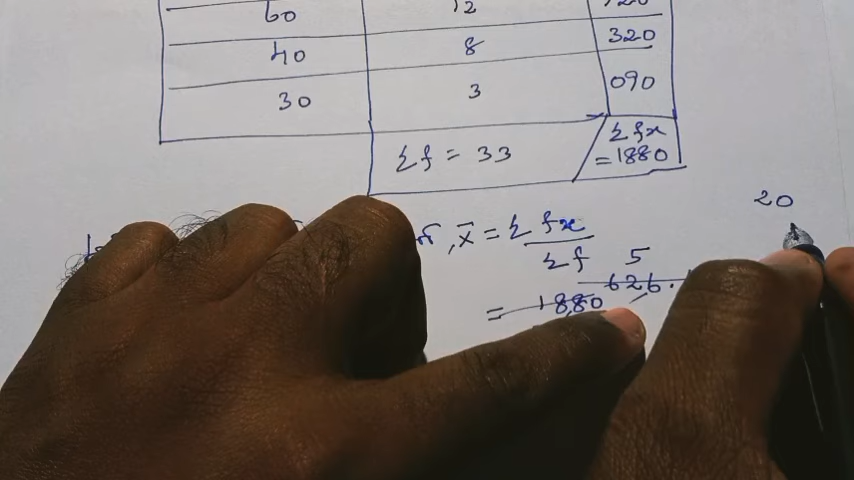 60 12 720
40 8 320
30 3 090
Σf = 33 Σfx
= 1880
20
, x̄ = Σfx
Σf
5
626.
= 1880